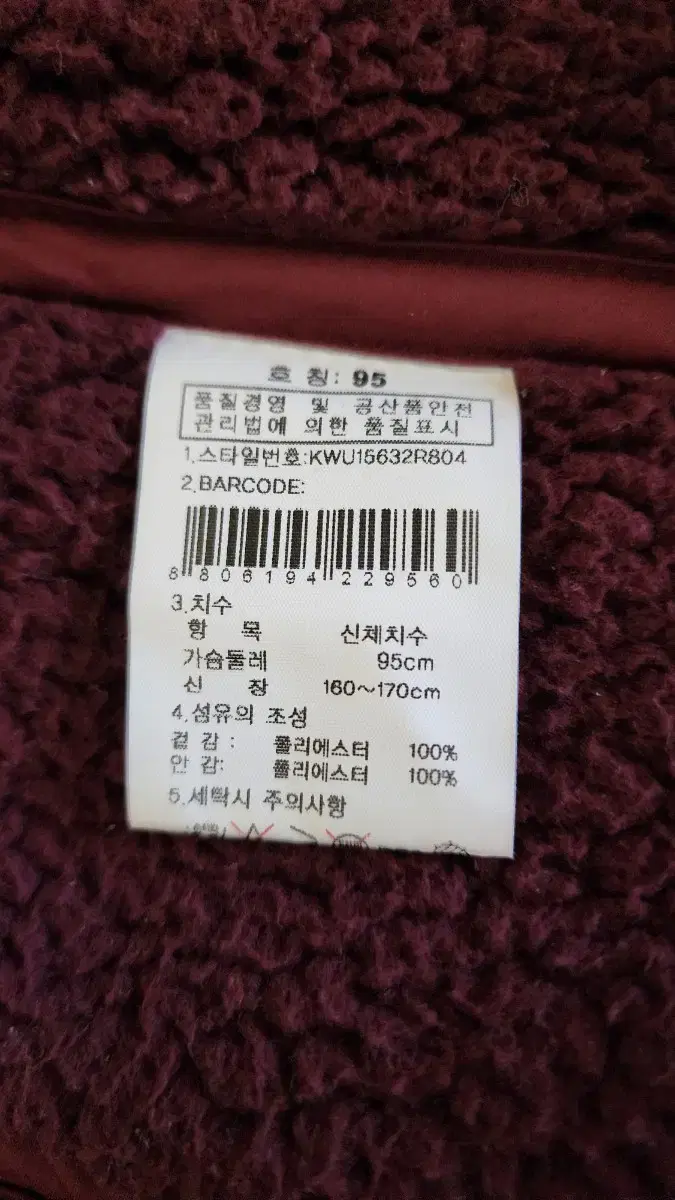 호 칭: 95
품질경영 및 공산품안전
관리법에 의한 품질표시
1.스타일번호:KWU15632R804
2.BARCODE:
8 806194 229560
3.치수
항 목 신체치수
가슴둘레 95cm
신 장 160~170cm
4.섬유의 조성
겉 감 : 폴리에스터 100%
안 감: 폴리에스터 100%
5.세탁시 주의사항